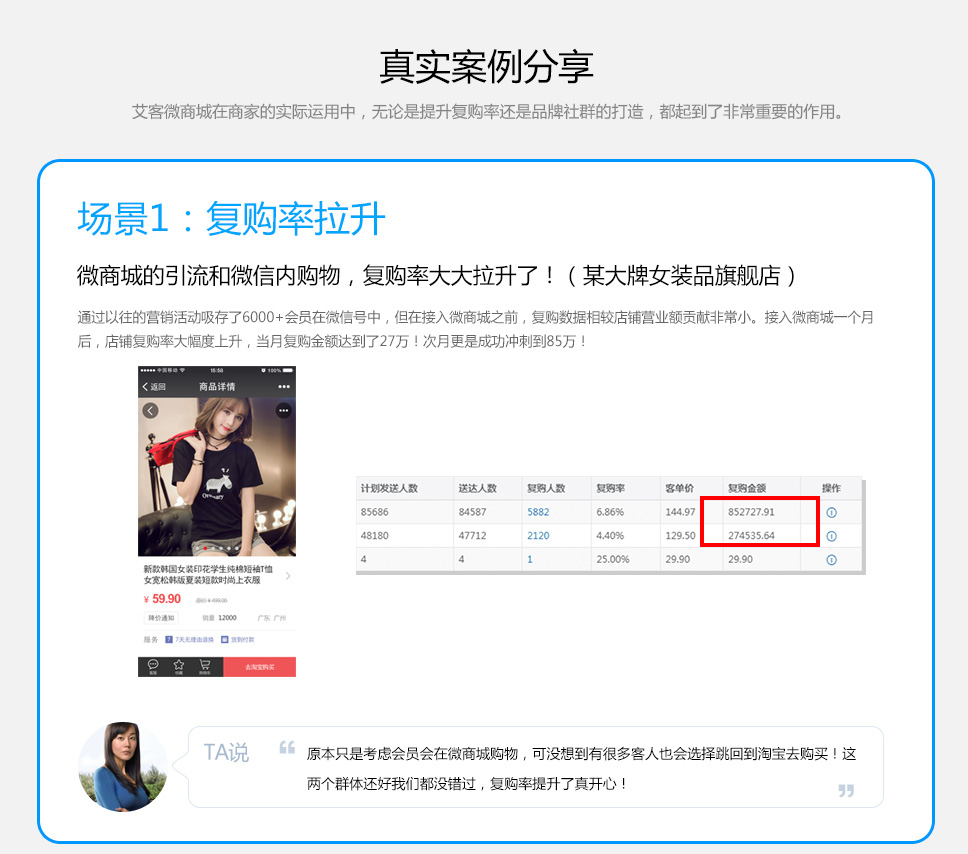 真实案例分享
艾客微商城在商家的实际运用中，无论是提升复购率还是品牌社群的打造，都起到了非常重要的作用。
场景1：复购率拉升
微商城的引流和微信内购物，复购率大大拉升了！（某大牌女装品旗舰店）
通过以往的营销活动吸存了6000+会员在微信号中，但在接入微商城之前，复购数据相较店铺营业额贡献非常小。接入微商城一个月
后，店铺复购率大幅度上升，当月复购金额达到了27万！次月更是成功冲刺到85万！
中国移动 15:58 100%
返回 商品详情
Ordinary
新款韩国女装印花学生纯棉短袖T恤
女宽松韩版夏装短款时尚上衣服
¥ 59.90
降价通知 销量 12000 广东 广州
服务 7 7天无理由退换 货到付款
客服 收藏 购物车 去淘宝购买
计划发送人数 送达人数 复购人数 复购率 客单价 复购金额 操作
85686 84587 5882 6.86% 144.97 852727.91
48180 47712 2120 4.40% 129.50 274535.64
4 4 1 25.00% 29.90 29.90
TA说
“ 原本只是考虑会员会在微商城购物，可没想到有很多客人也会选择跳回到淘宝去购买！这
两个群体还好我们都没错过，复购率提升了真开心！ ”